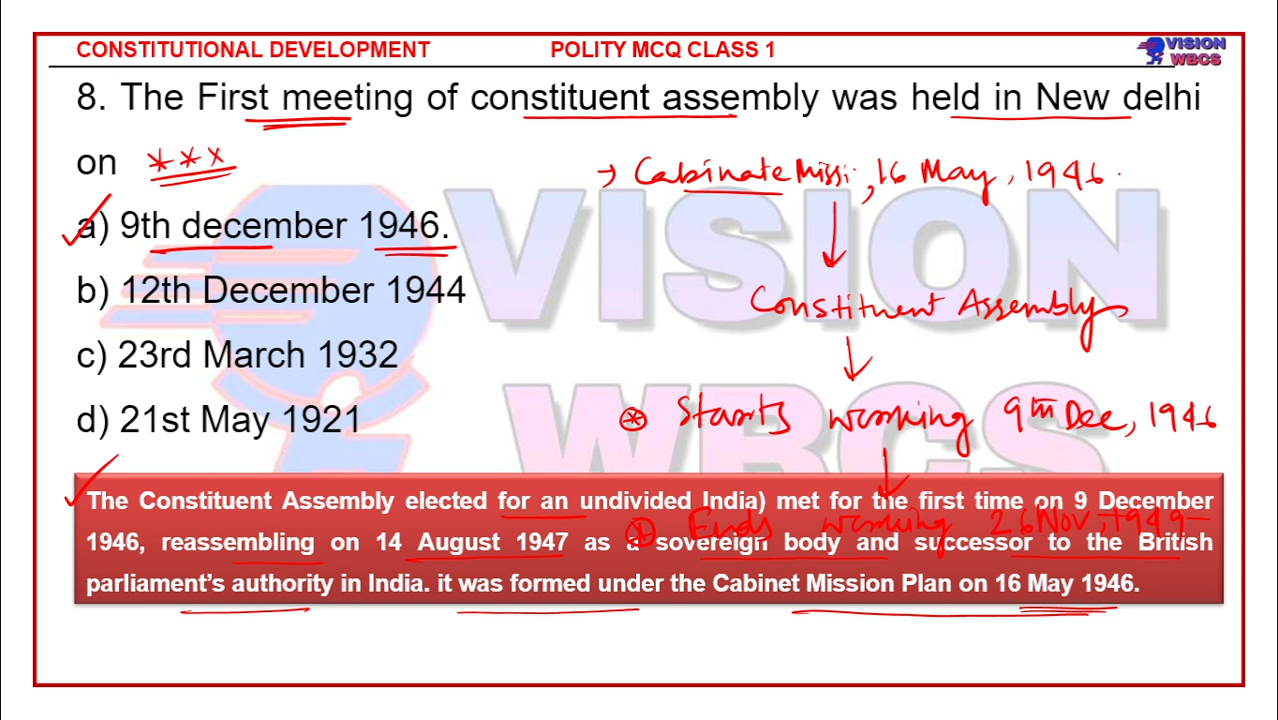 CONSTITUTIONAL DEVELOPMENT POLITY MCQ CLASS 1
VISION
WBCS
8. The First meeting of constituent assembly was held in New delhi
on ***
→ Cabinate Missi., 16 May, 1946.
a) 9th december 1946.
b) 12th December 1944
Constituent Assembly
c) 23rd March 1932
d) 21st May 1921
Starts working 9th Dee, 1946
VISION
WBCS
The Constituent Assembly elected for an undivided India) met for the first time on 9 December
Ends working 26 Nov, 1949
1946, reassembling on 14 August 1947 as a sovereign body and successor to the British
parliament's authority in India. it was formed under the Cabinet Mission Plan on 16 May 1946.